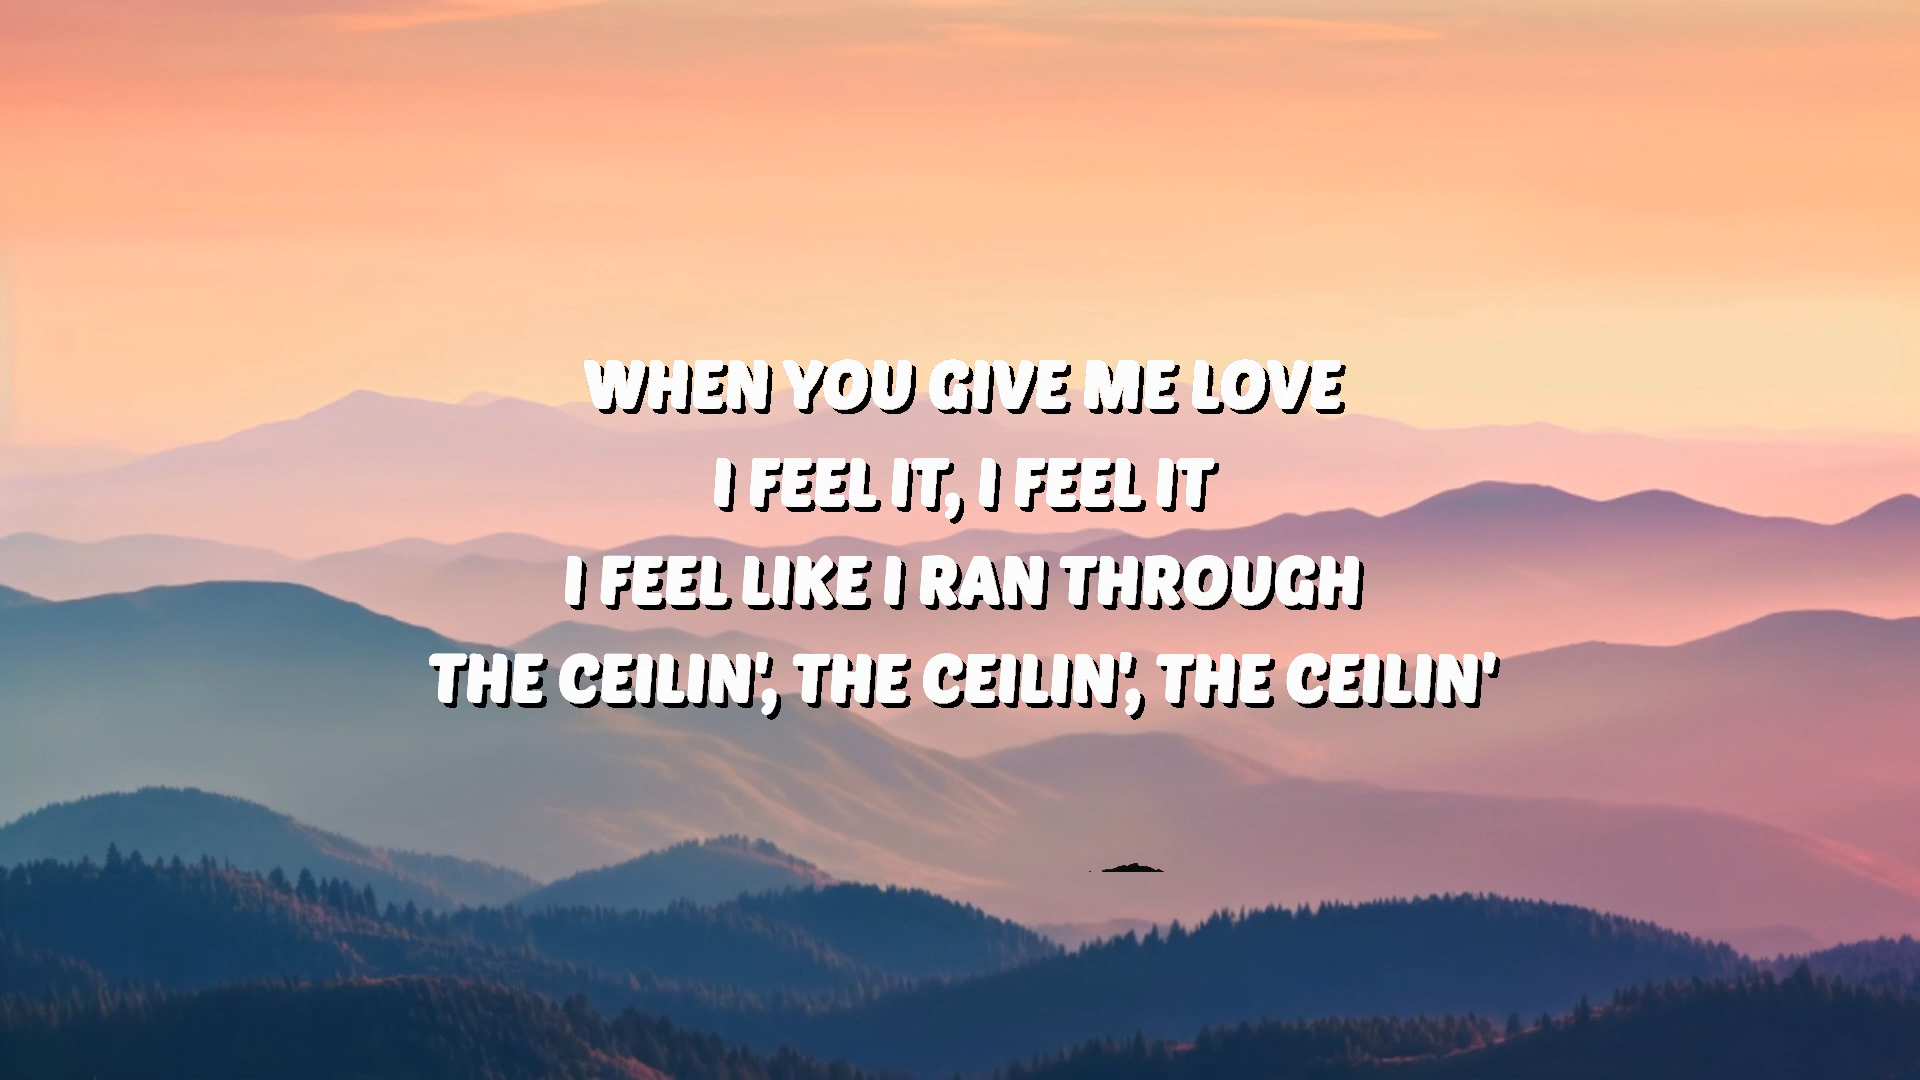 WHEN YOU GIVE ME LOVE
I FEEL IT, I FEEL IT
I FEEL LIKE I RAN THROUGH
THE CEILIN', THE CEILIN', THE CEILIN'